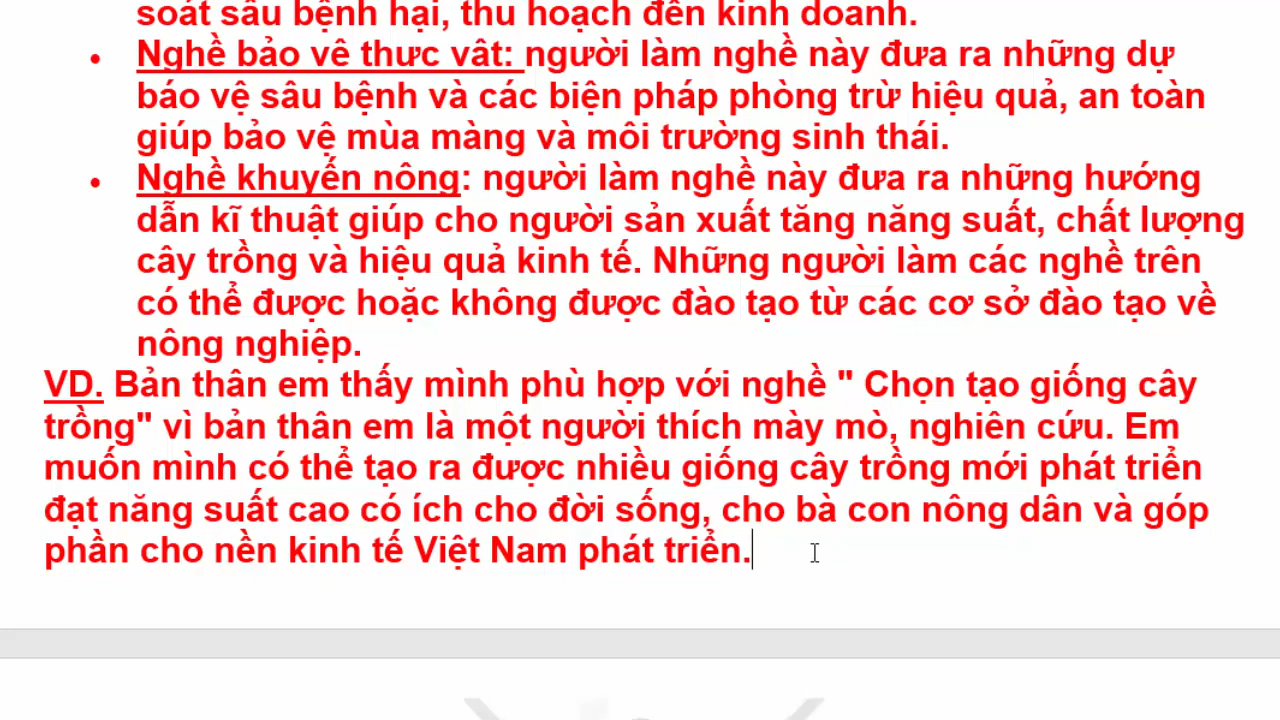 soát sâu bệnh hại, thu hoạch đến kinh doanh.
• Nghề bảo vệ thực vật: người làm nghề này đưa ra những dự
báo vệ sâu bệnh và các biện pháp phòng trừ hiệu quả, an toàn
giúp bảo vệ mùa màng và môi trường sinh thái.
• Nghề khuyến nông: người làm nghề này đưa ra những hướng
dẫn kĩ thuật giúp cho người sản xuất tăng năng suất, chất lượng
cây trồng và hiệu quả kinh tế. Những người làm các nghề trên
có thể được hoặc không được đào tạo từ các cơ sở đào tạo về
nông nghiệp.
VD. Bản thân em thấy mình phù hợp với nghề " Chọn tạo giống cây
trồng" vì bản thân em là một người thích mày mò, nghiên cứu. Em
muốn mình có thể tạo ra được nhiều giống cây trồng mới phát triển
đạt năng suất cao có ích cho đời sống, cho bà con nông dân và góp
phần cho nền kinh tế Việt Nam phát triển.